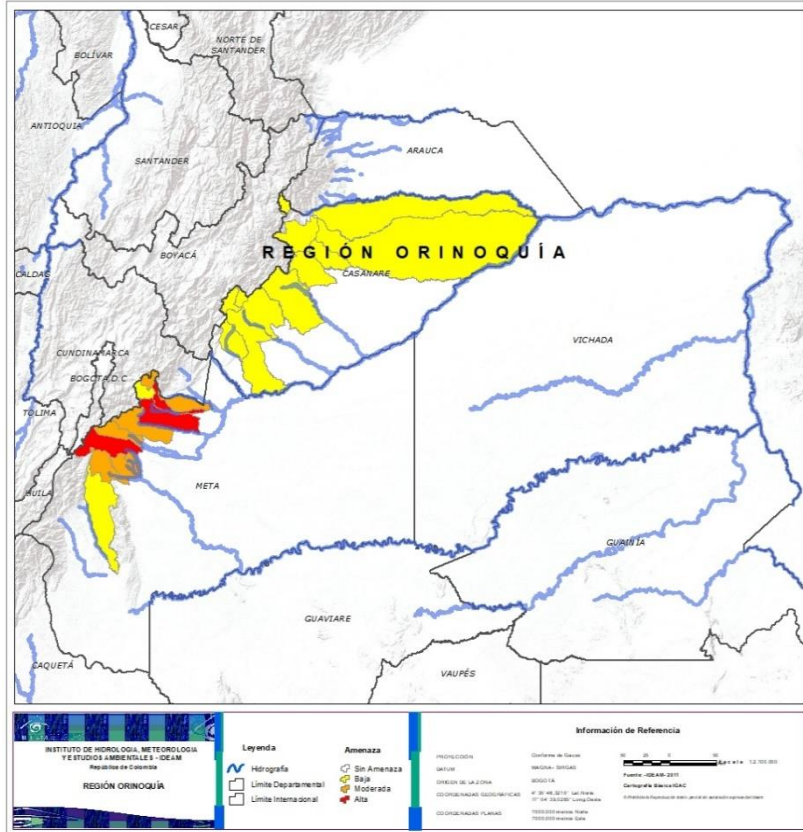 CESAR
NORTE DE
SANTANDER
BOLÍVAR
ANTIOQUIA
ARAUCA
SANTANDER
BOYACÁ
REGIÓN ORINOQUÍA
CASANARE
CALDAS
VICHADA
CUNDINAMARCA
BOGOTA D.C.
TOLIMA
META
HUILA
GUAINÍA
GUAVIARE
CAQUETÁ
VAUPÉS
INSTITUTO DE HIDROLOGIA, METEOROLOGIA
Y ESTUDIOS AMBIENTALES - IDEAM
República de Colombia
REGIÓN ORINOQUÍA
Leyenda
Hidrografía
Límite Departamental
Límite Internacional
Amenaza
Sin Amenaza
Baja
Moderada
Alta
Información de Referencia
PROYECCIÓN
Conforme de Gauss
DATUM
MAGNA - SIRGAS
ORIGEN DE LA ZONA
BOGOTÁ
COORDENADAS GEOGRÁFICAS
COORDENADAS PLANAS
Fuente: -IDEAM- 2011
Cartografía Básica IGAC